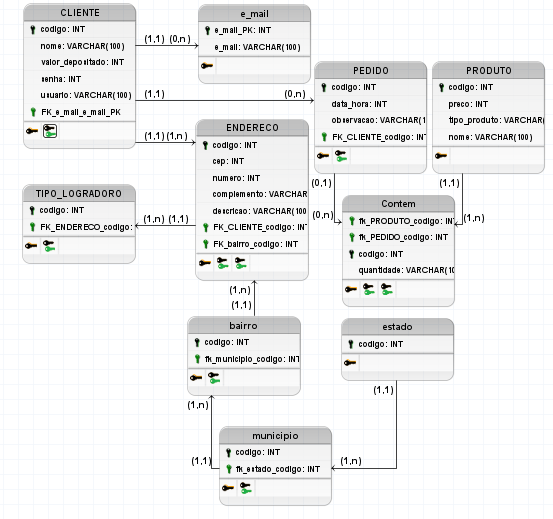 CLIENTE
codigo: INT
nome: VARCHAR(100)
valor_depoitado: INT
senha: INT
usuario: VARCHAR(100)
FK_e_mail_e_mail_PK
e_mail
e_mail_PK: INT
e_mail: VARCHAR(100)
(1,1) (0,n)
PEDIDO
codigo: INT
data_hora: INT
observacao: VARCHAR(1
FK_CLIENTE_codigo: INT
PRODUTO
codigo: INT
preco: INT
tipo_produto: VARCHAR(
nome: VARCHAR(100)
(1,1)
(0,n)
ENDERECO
codigo: INT
cep: INT
numero: INT
complemento: VARCHAR
descricao: VARCHAR(100
FK_CLIENTE_codigo: INT
FK_bairro_codigo: INT
(1,1) (1,n)
TIPO_LOGRADORO
codigo: INT
FK_ENDERECO_codigo:
(1,n) (1,1)
(0,1)
(0,n)
(1,1)
(1,n)
Contem
fk_PRODUTO_codigo: INT
fk_PEDIDO_codigo: INT
codigo: INT
quantidade: VARCHAR(10
(1,n)
(1,1)
bairro
codigo: INT
fk_municipio_codigo: INT
estado
codigo: INT
(1,1)
(1,n)
(1,1)
municipio
codigo: INT
fk_estado_codigo: INT
(1,n)